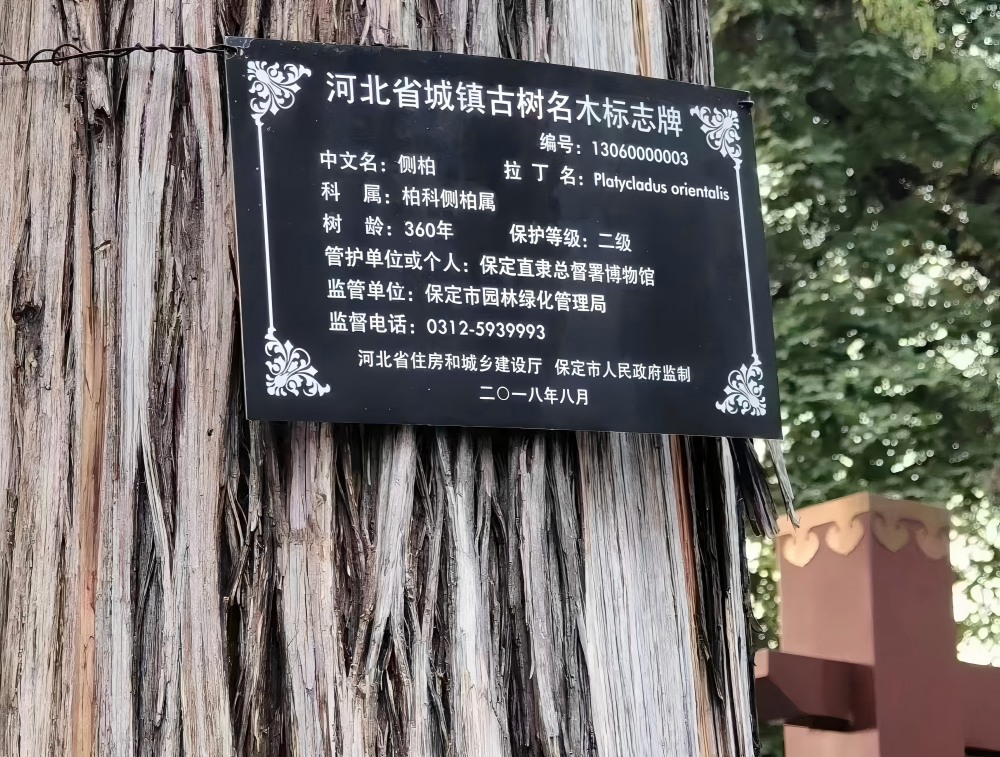 河北省城镇古树名木标志牌
编号：13060000003
中文名：侧柏 拉丁名：Platycladus orientalis
科 属：柏科侧柏属
树 龄：360年 保护等级：二级
管护单位或个人：保定直隶总督署博物馆
监管单位：保定市园林绿化管理局
监督电话：0312-5939993
河北省住房和城乡建设厅 保定市人民政府监制
二〇一八年八月